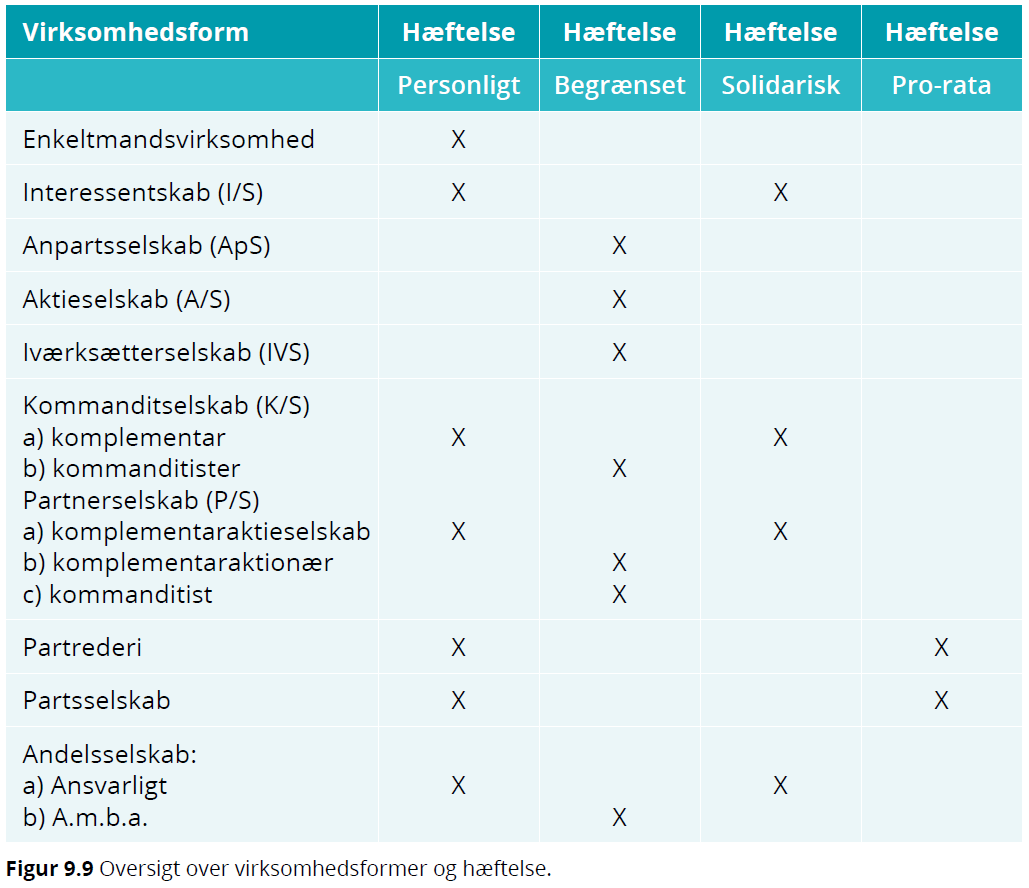 Virksomhedsform Hæftelse Hæftelse Hæftelse Hæftelse
Personligt Begrænset Solidarisk Pro-rata
Enkeltmandsvirksomhed X
Interessentskab (I/S) X X
Anpartsselskab (ApS) X
Aktieselskab (A/S) X
Iværksætterselskab (IVS) X
Kommanditselskab (K/S)
a) komplementar X X
b) kommanditister X
Partnerselskab (P/S)
a) komplementaraktieselskab X X
b) komplementaraktionær X
c) kommanditist X
Partrederi X X
Partsselskab X X
Andelsselskab:
a) Ansvarligt X X
b) A.m.b.a. X
Figur 9.9 Oversigt over virksomhedsformer og hæftelse.